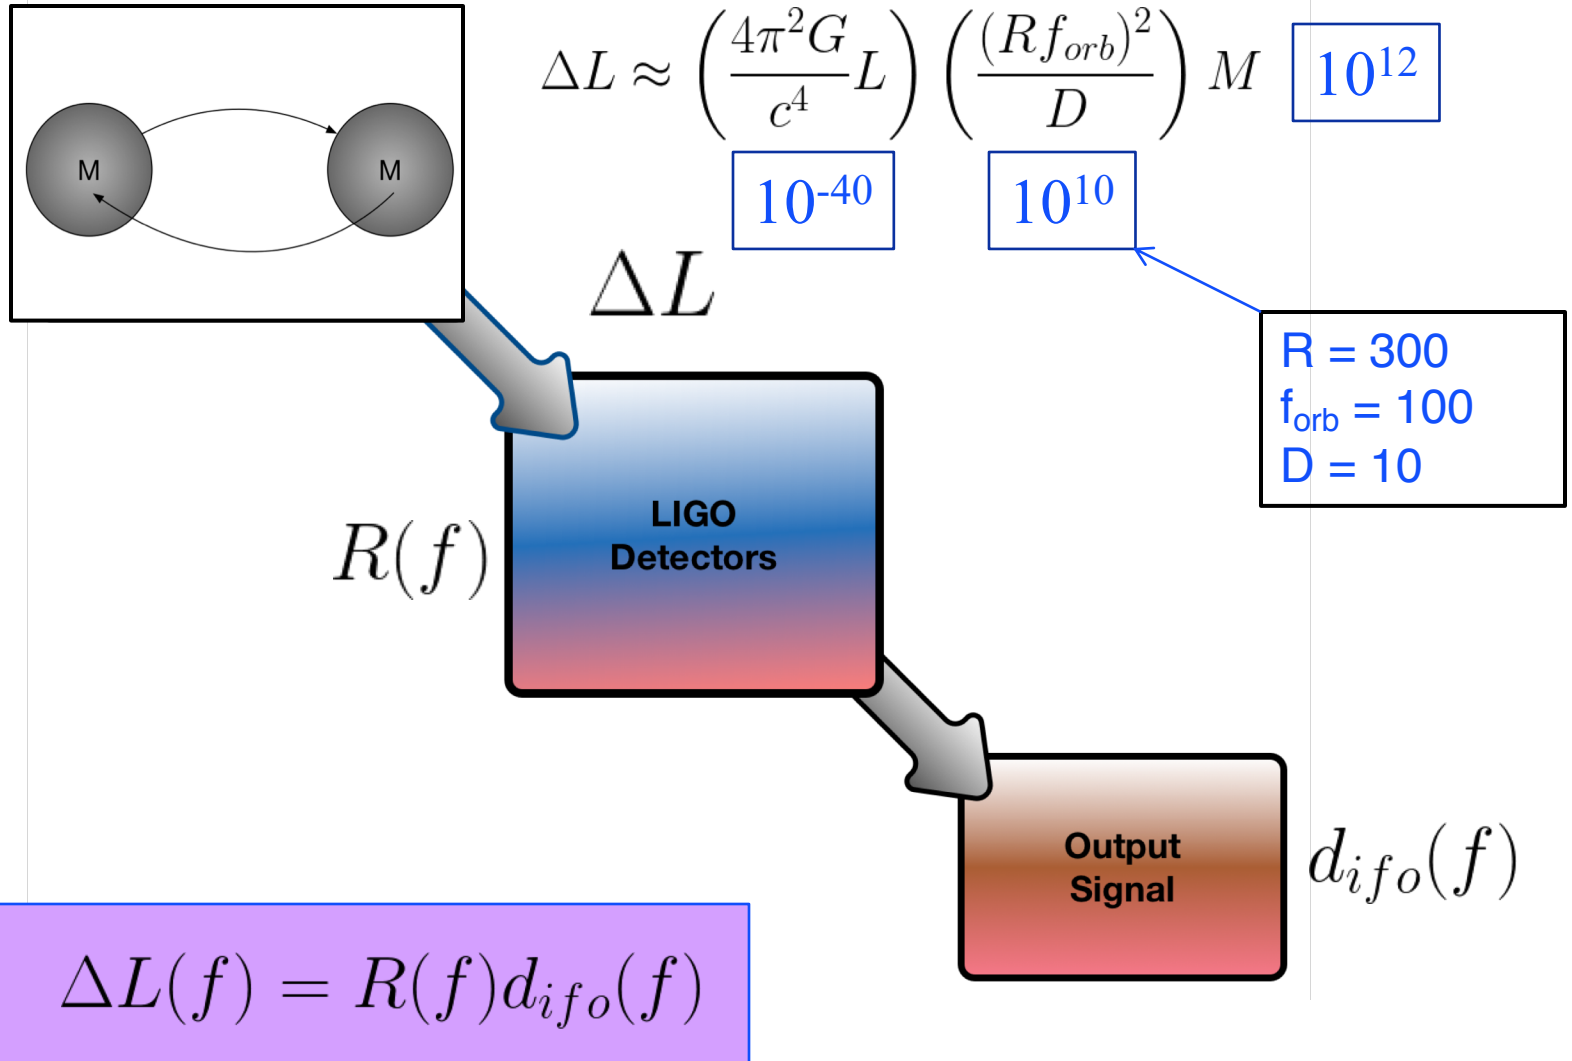 M
M
ΔL ≈ (4π²G/c⁴ L) ((Rf_orb)²/D) M
10¹²
10⁻⁴⁰
10¹⁰
ΔL
R = 300
f_orb = 100
D = 10
R(f)
LIGO
Detectors
Output
Signal
d_ifo(f)
ΔL(f) = R(f)d_ifo(f)